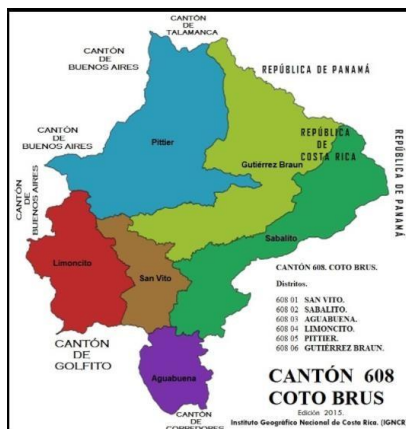 CANTÓN
DE
TALAMANCA
CANTÓN
DE
BUENOS AIRES
REPÚBLICA DE PANAMÁ
CANTÓN
DE
BUENOS AIRES
Pittier
REPÚBLICA
DE
COSTA RICA
Gutiérrez Braun
CANTÓN
DE
BUENOS AIRES
REPÚBLICA DE PANAMÁ
Sabalito
Limoncito
San Vito
CANTÓN 608. COTO BRUS.
Distritos.
608 01 SAN VITO.
608 02 SABALITO.
608 03 AGUABUENA.
608 04 LIMONCITO.
608 05 PITTIER.
608 06 GUTIÉRREZ BRAUN.
CANTÓN
DE
GOLFITO
Aguabuena
CANTÓN 608
COTO BRUS
Edición 2015.
CANTÓN
DE
CORREDORES
Instituto Geográfico Nacional de Costa Rica. (IGNCR